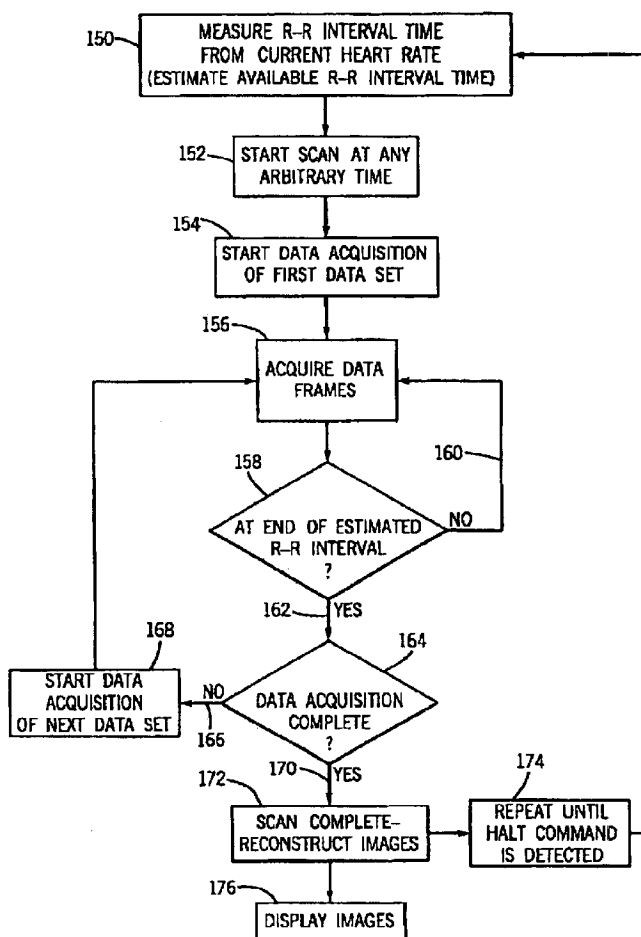 150
MEASURE R-R INTERVAL TIME
FROM CURRENT HEART RATE
(ESTIMATE AVAILABLE R-R INTERVAL TIME)
152
START SCAN AT ANY
ARBITRARY TIME
154
START DATA ACQUISITION
OF FIRST DATA SET
156
ACQUIRE DATA
FRAMES
160
158
AT END OF ESTIMATED
R-R INTERVAL
?
NO
162
YES
164
168
START DATA
ACQUISITION
OF NEXT DATA SET
NO
166
DATA ACQUISITION
COMPLETE
?
170
YES
172
SCAN COMPLETE-
RECONSTRUCT IMAGES
174
REPEAT UNTIL
HALT COMMAND
IS DETECTED
176
DISPLAY IMAGES